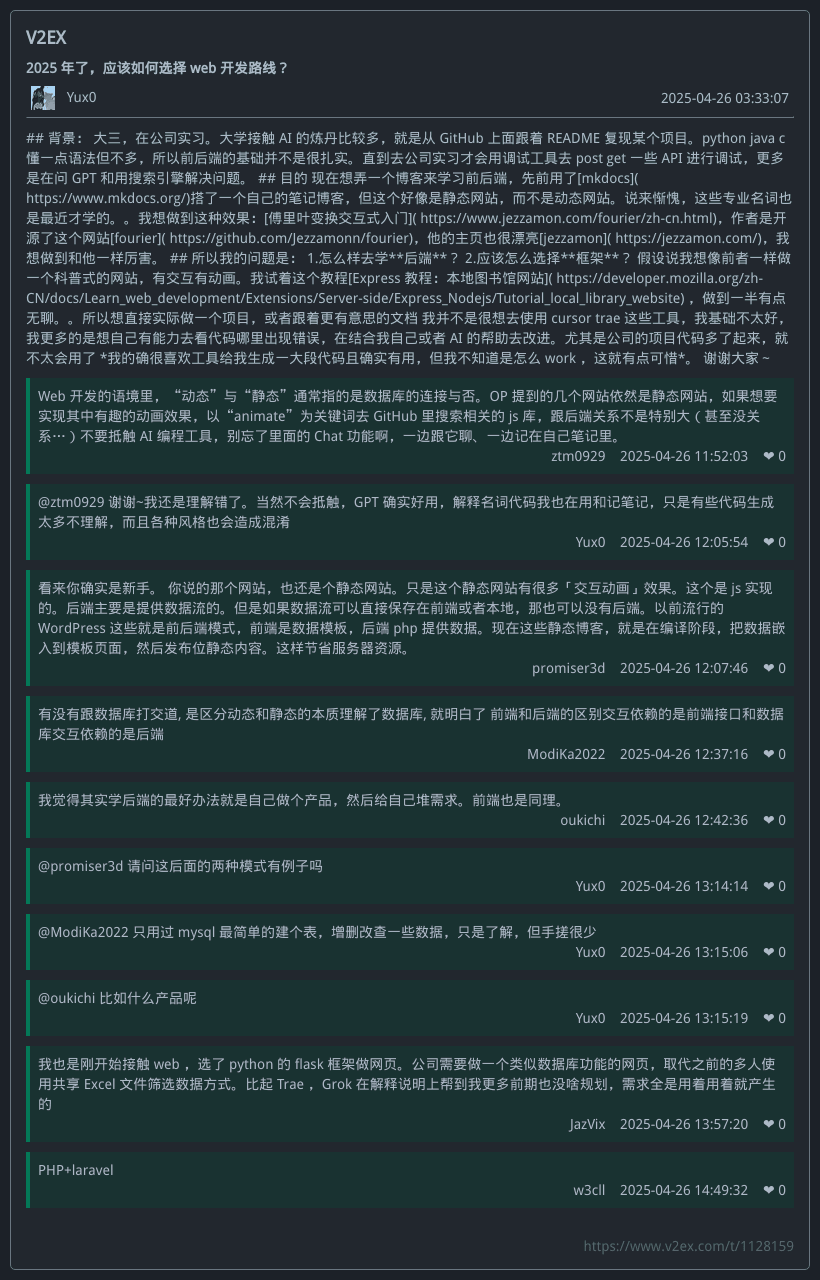 V2EX
2025 年了，应该如何选择 web 开发路线？
Yux0
2025-04-26 03:33:07
## 背景： 大三，在公司实习。大学接触 AI 的炼丹比较多，就是从 GitHub 上面跟着 README 复现某个项目。python java c
懂一点语法但不多，所以前后端的基础并不是很扎实。直到去公司实习才会用调试工具去 post get 一些 API 进行调试，更多
是在问 GPT 和用搜索引擎解决问题。 ## 目的 现在想弄一个博客来学习前后端，先前用了[mkdocs](
https://www.mkdocs.org/)搭了一个自己的笔记博客，但这个好像是静态网站，而不是动态网站。说来惭愧，这些专业名词也
是最近才学的。。我想做到这种效果：[傅里叶变换交互式入门]( https://www.jezzamon.com/fourier/zh-cn.html)，作者是开
源了这个网站[fourier]( https://github.com/Jezzamonn/fourier)，他的主页也很漂亮[jezzamon]( https://jezzamon.com/)，我
想做到和他一样厉害。 ## 所以我的问题是： 1.怎么样去学**后端**？ 2.应该怎么选择**框架**？ 假设说我想像前者一样做
一个科普式的网站，有交互有动画。我试着这个教程[Express 教程：本地图书馆网站]( https://developer.mozilla.org/zh-
CN/docs/Learn_web_development/Extensions/Server-side/Express_Nodejs/Tutorial_local_library_website) ，做到一半有点
无聊。。所以想直接实际做一个项目，或者跟着更有意思的文档 我并不是很想去使用 cursor trae 这些工具，我基础不太好，
我更多的是想自己有能力去看代码哪里出现错误，在结合我自己或者 AI 的帮助去改进。尤其是公司的项目代码多了起来，就
不太会用了 *我的确很喜欢工具给我生成一大段代码且确实有用，但我不知道是怎么 work ，这就有点可惜*。 谢谢大家 ~
Web 开发的语境里，“动态”与“静态”通常指的是数据库的连接与否。OP 提到的几个网站依然是静态网站，如果想要
实现其中有趣的动画效果，以“animate”为关键词去 GitHub 里搜索相关的 js 库，跟后端关系不是特别大（甚至没关
系…）不要抵触 AI 编程工具，别忘了里面的 Chat 功能啊，一边跟它聊、一边记在自己笔记里。
ztm0929 2025-04-26 11:52:03 ❤ 0
@ztm0929 谢谢~我还是理解错了。当然不会抵触，GPT 确实好用，解释名词代码我也在用和记笔记，只是有些代码生成
太多不理解，而且各种风格也会造成混淆
Yux0 2025-04-26 12:05:54 ❤ 0
看来你确实是新手。 你说的那个网站，也还是个静态网站。只是这个静态网站有很多「交互动画」效果。这个是 js 实现
的。后端主要是提供数据流的。但是如果数据流可以直接保存在前端或者本地，那也可以没有后端。以前流行的
WordPress 这些就是前后端模式，前端是数据模板，后端 php 提供数据。现在这些静态博客，就是在编译阶段，把数据嵌
入到模板页面，然后发布位静态内容。这样节省服务器资源。
promiser3d 2025-04-26 12:07:46 ❤ 0
有没有跟数据库打交道, 是区分动态和静态的本质理解了数据库, 就明白了 前端和后端的区别交互依赖的是前端接口和数据
库交互依赖的是后端
ModiKa2022 2025-04-26 12:37:16 ❤ 0
我觉得其实学后端的最好办法就是自己做个产品，然后给自己堆需求。前端也是同理。
oukichi 2025-04-26 12:42:36 ❤ 0
@promiser3d 请问这后面的两种模式有例子吗
Yux0 2025-04-26 13:14:14 ❤ 0
@ModiKa2022 只用过 mysql 最简单的建个表，增删改查一些数据，只是了解，但手搓很少
Yux0 2025-04-26 13:15:06 ❤ 0
@oukichi 比如什么产品呢
Yux0 2025-04-26 13:15:19 ❤ 0
我也是刚开始接触 web ，选了 python 的 flask 框架做网页。公司需要做一个类似数据库功能的网页，取代之前的多人使
用共享 Excel 文件筛选数据方式。比起 Trae ，Grok 在解释说明上帮到我更多前期也没啥规划，需求全是用着用着就产生
的
JazVix 2025-04-26 13:57:20 ❤ 0
PHP+laravel
w3cll 2025-04-26 14:49:32 ❤ 0
https://www.v2ex.com/t/1128159